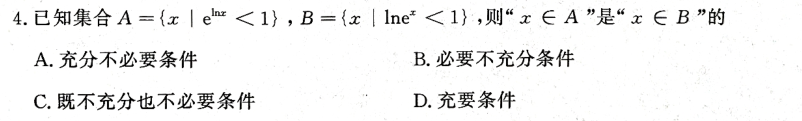 4. 已知集合 A＝{x | e^{lnx}＜1}，B＝{x | lne^{x}＜1}，则“x∈A”是“x∈B”的
A. 充分不必要条件 B. 必要不充分条件
C. 既不充分也不必要条件 D. 充要条件